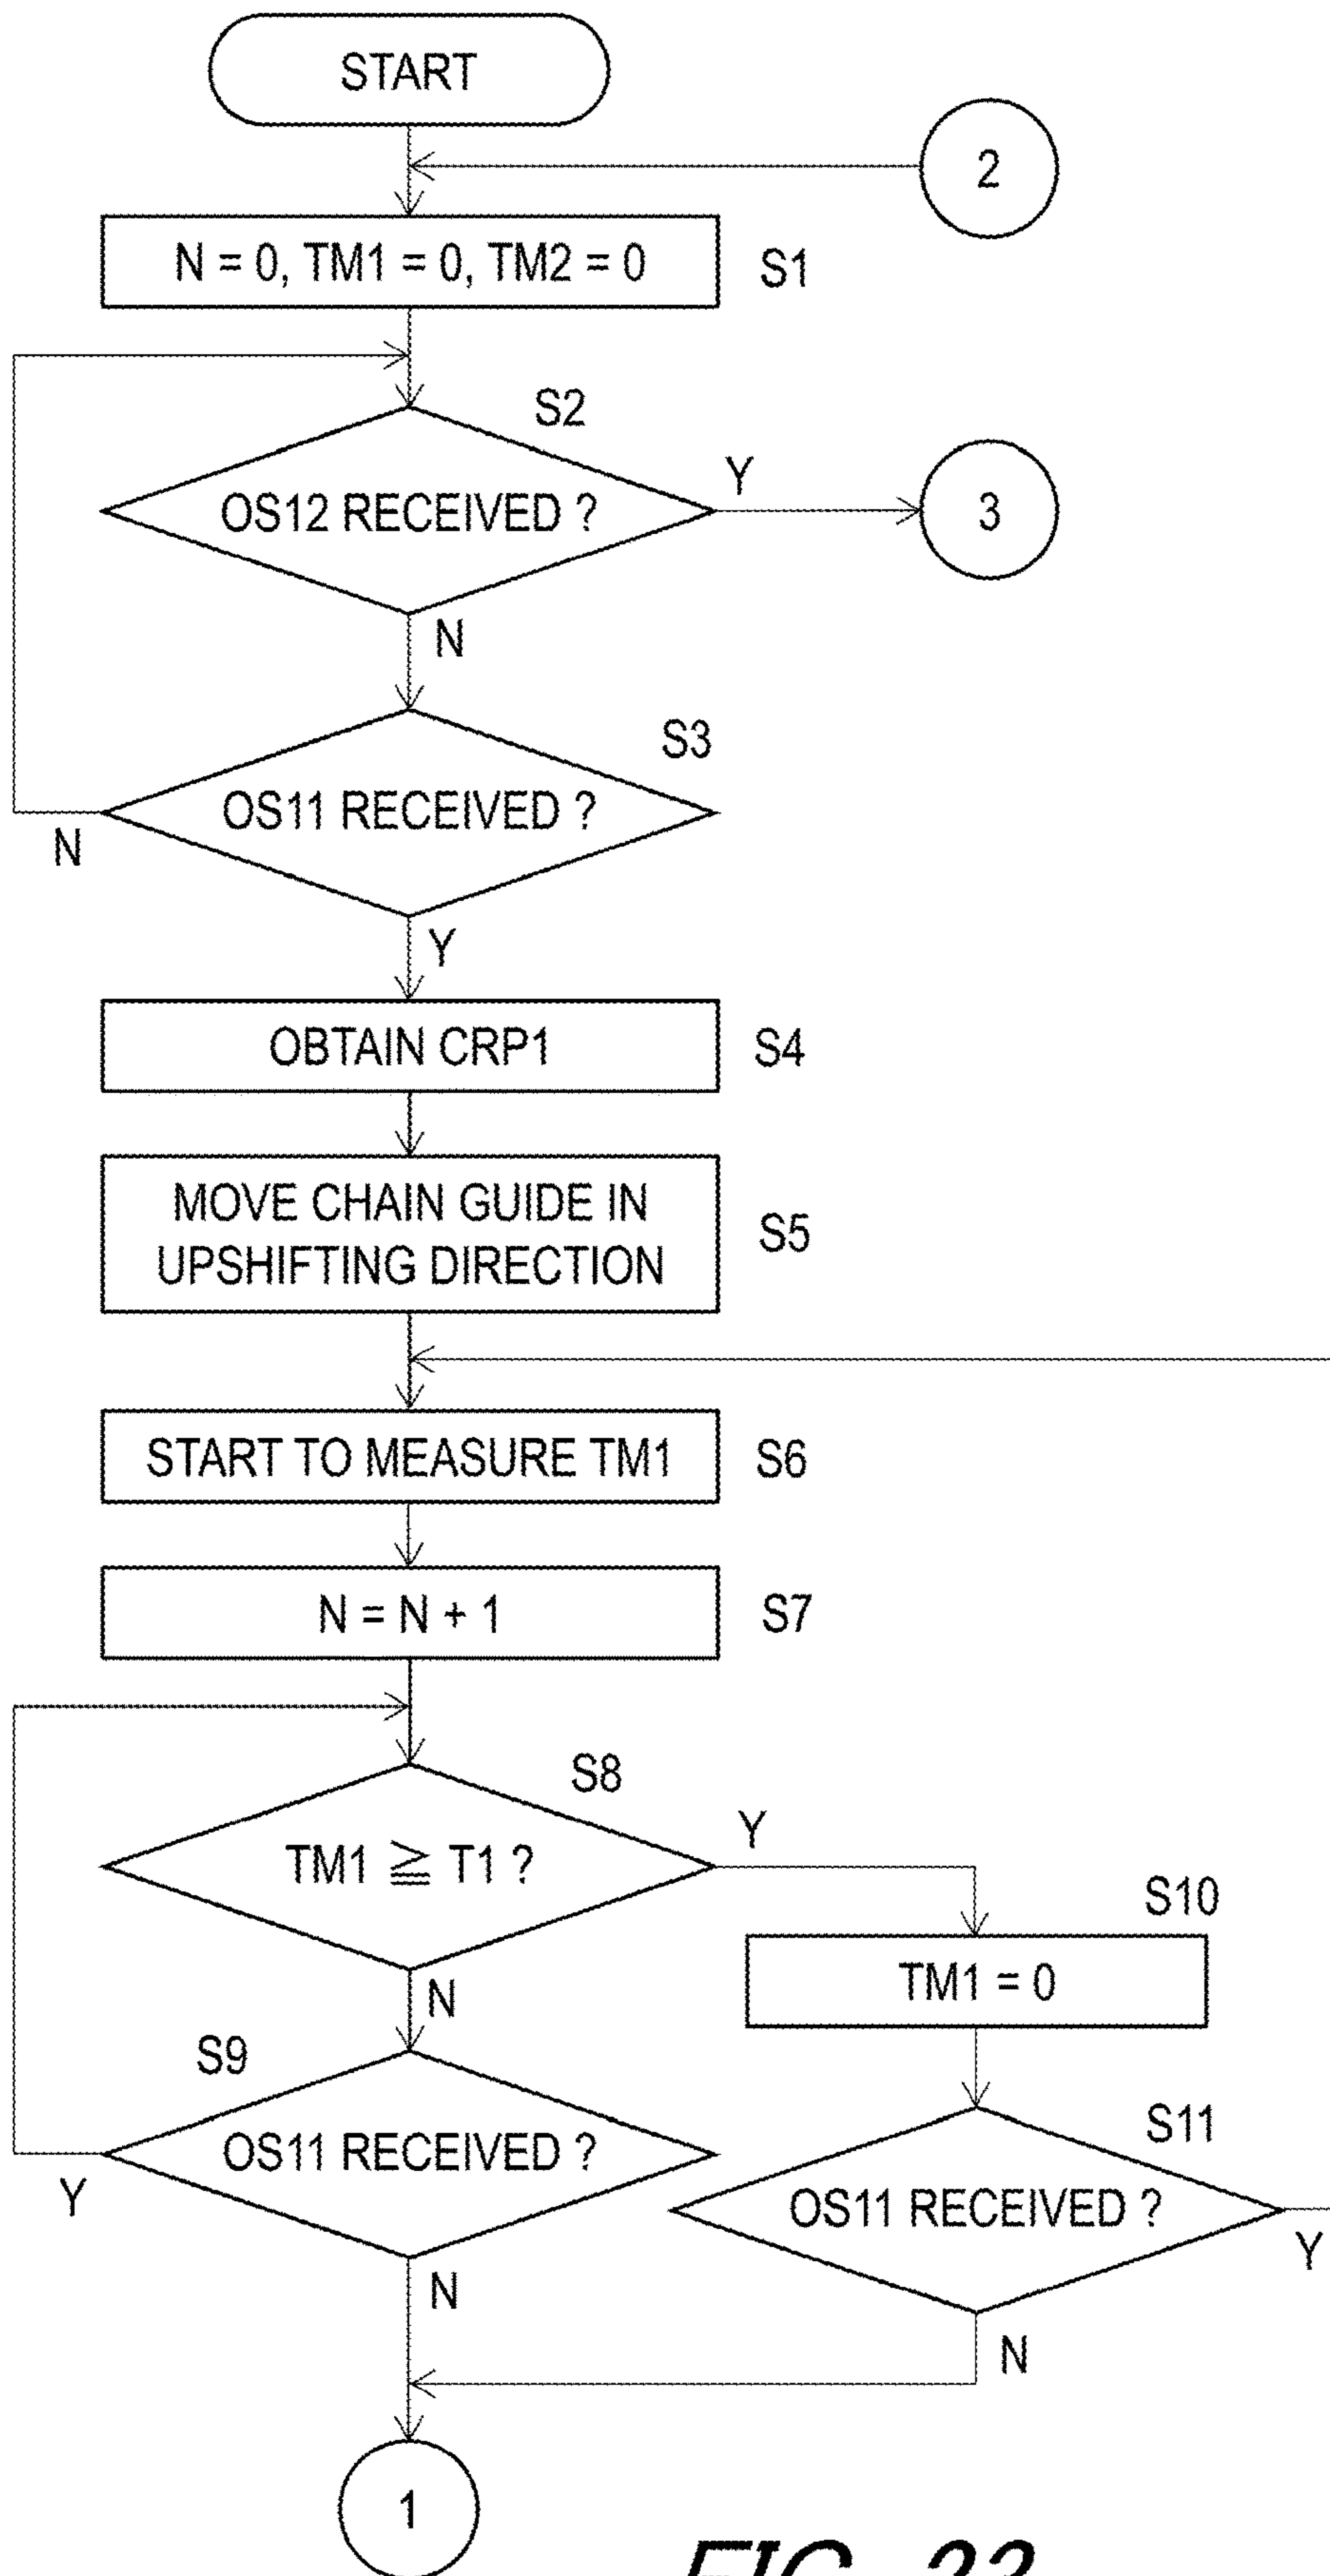 START
2
N = 0, TM1 = 0, TM2 = 0
S1
S2
OS12 RECEIVED ?
Y
3
N
S3
OS11 RECEIVED ?
N
Y
OBTAIN CRP1
S4
MOVE CHAIN GUIDE IN
UPSHIFTING DIRECTION
S5
START TO MEASURE TM1
S6
N = N + 1
S7
S8
TM1 ≧ T1 ?
Y
S10
TM1 = 0
N
S9
OS11 RECEIVED ?
Y
S11
OS11 RECEIVED ?
Y
N
N
1
FIG. 23